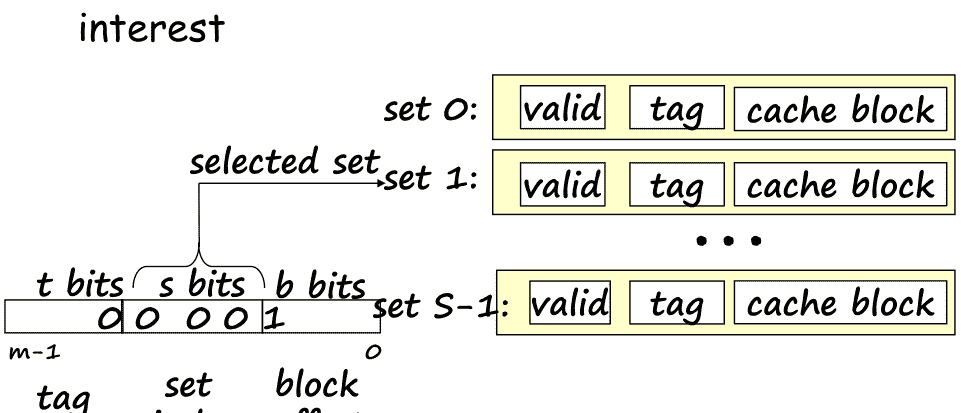 interest
set 0: valid tag cache block
selected set
set 1: valid tag cache block
• • •
t bits s bits b bits
set S-1: valid tag cache block
0 0 0 0 1
m-1 0
tag set block